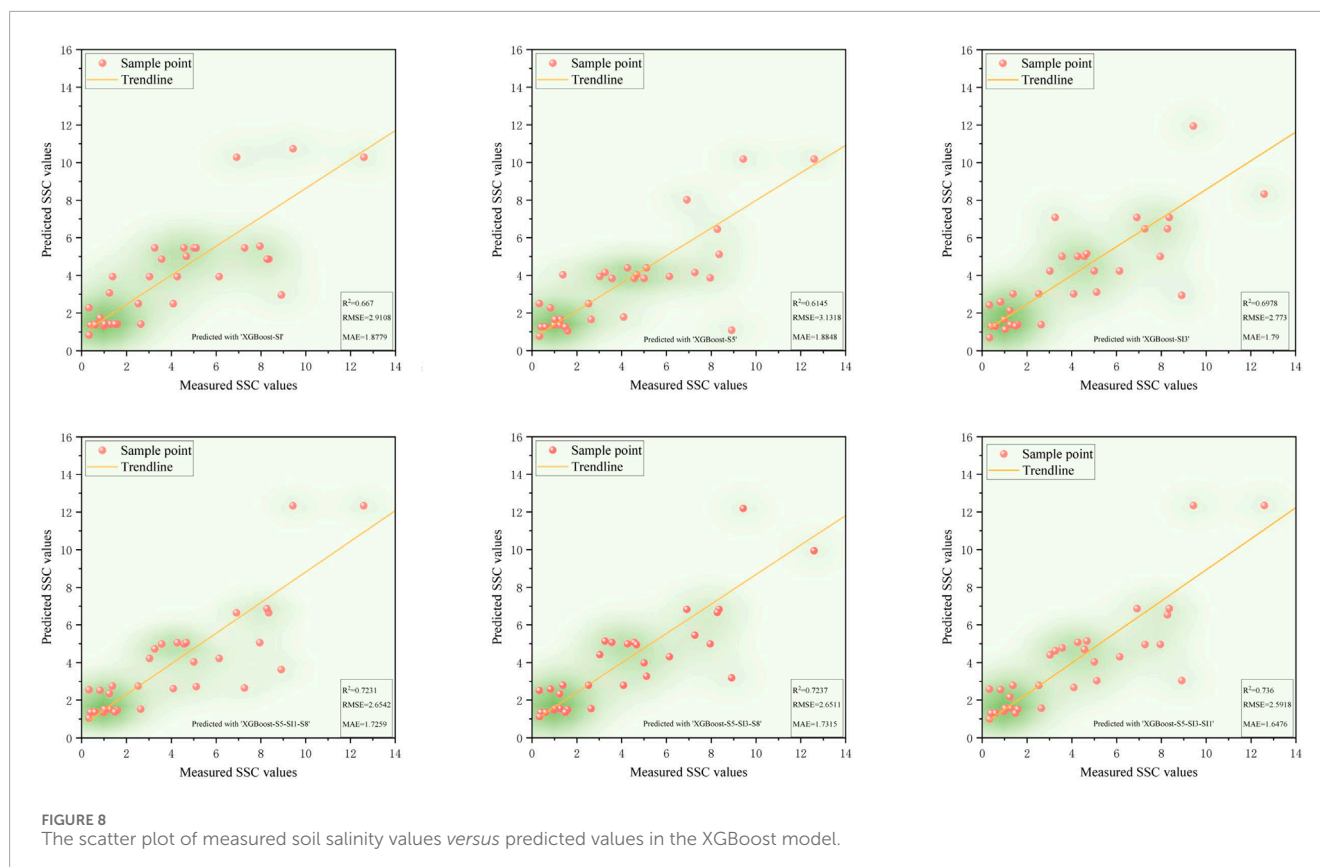 16
14
12
10
8
6
4
2
0
Predicted SSC values
Sample point
Trendline
R²=0.667
RMSE=2.9108
MAE=1.8779
Predicted with 'XGBoost-SI'
0 2 4 6 8 10 12 14
Measured SSC values
16
14
12
10
8
6
4
2
0
Predicted SSC values
Sample point
Trendline
R²=0.6145
RMSE=3.1318
MAE=1.8848
Predicted with 'XGBoost-S5'
0 2 4 6 8 10 12 14
Measured SSC values
16
14
12
10
8
6
4
2
0
Predicted SSC values
Sample point
Trendline
R²=0.6978
RMSE=2.773
MAE=1.79
Predicted with 'XGBoost-SI3'
0 2 4 6 8 10 12 14
Measured SSC values
16
14
12
10
8
6
4
2
0
Predicted SSC values
Sample point
Trendline
R²=0.7231
RMSE=2.6542
MAE=1.7259
Predicted with 'XGBoost-S5-SI1-S8'
0 2 4 6 8 10 12 14
Measured SSC values
16
14
12
10
8
6
4
2
0
Predicted SSC values
Sample point
Trendline
R²=0.7237
RMSE=2.6511
MAE=1.7315
Predicted with 'XGBoost-S5-SI3-S8'
0 2 4 6 8 10 12 14
Measured SSC values
16
14
12
10
8
6
4
2
0
Predicted SSC values
Sample point
Trendline
R²=0.736
RMSE=2.5918
MAE=1.6476
Predicted with 'XGBoost-S5-SI3-SI1'
0 2 4 6 8 10 12 14
Measured SSC values
FIGURE 8
The scatter plot of measured soil salinity values versus predicted values in the XGBoost model.